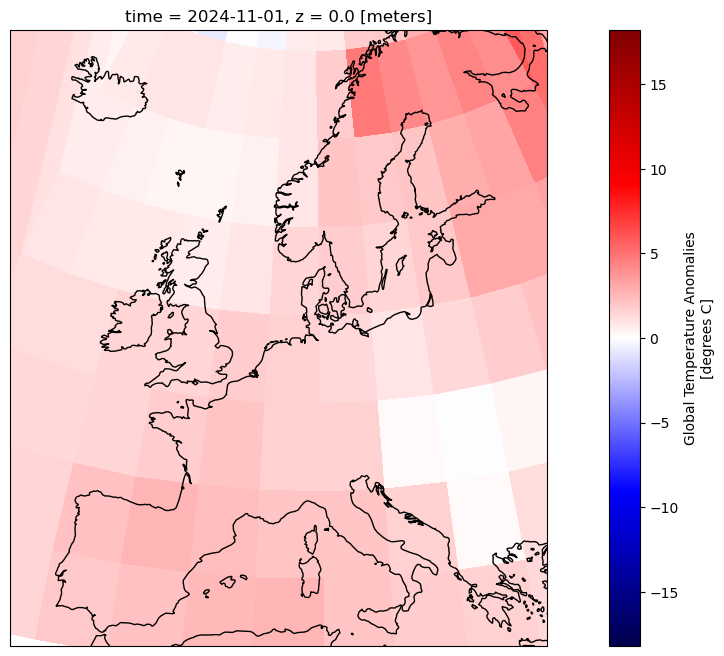 time = 2024-11-01, z = 0.0 [meters]
15
10
5
0
−5
−10
−15
Global Temperature Anomalies
[degrees C]